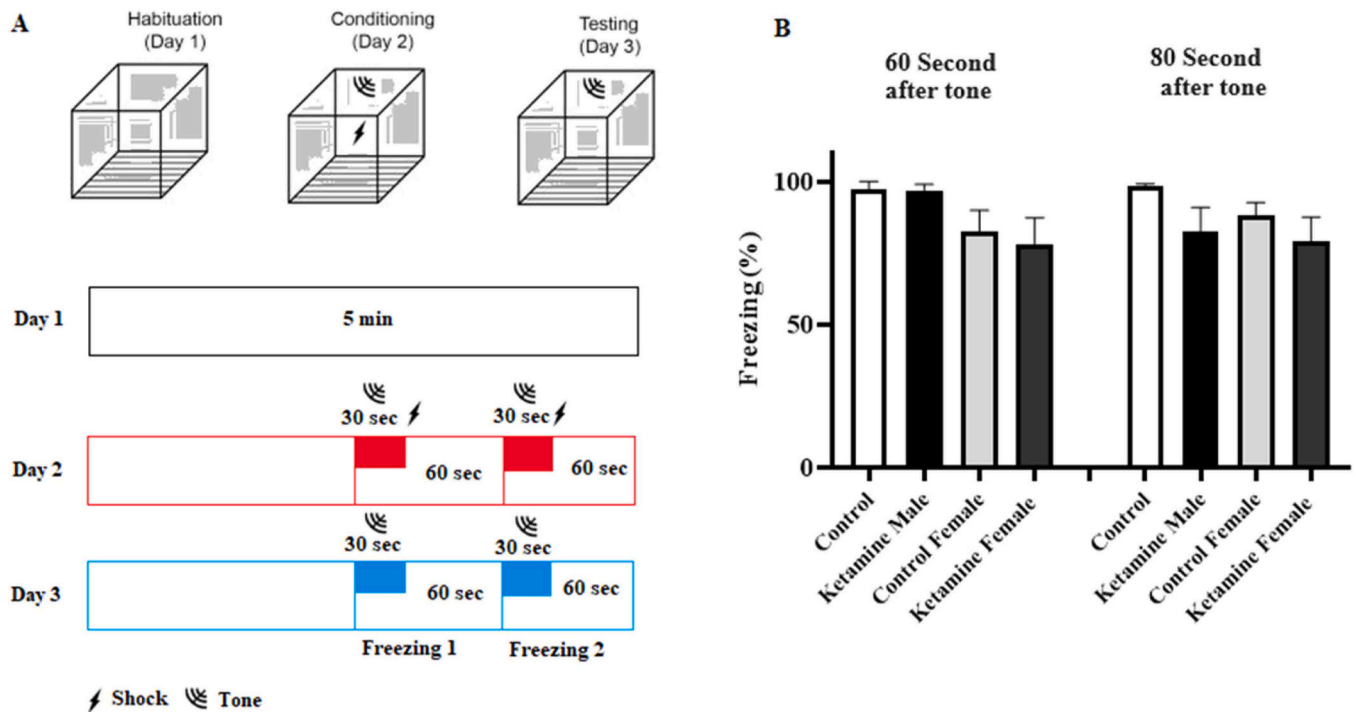 A
Habituation
(Day 1)
Conditioning
(Day 2)
Testing
(Day 3)
Day 1
5 min
30 sec
30 sec
Day 2
60 sec
60 sec
30 sec
30 sec
Day 3
60 sec
60 sec
Freezing 1
Freezing 2
Shock
Tone
B
60 Second
after tone
80 Second
after tone
Freezing (%)
100
50
0
Control
Ketamine Male
Control Female
Ketamine Female
Control
Ketamine Male
Control Female
Ketamine Female